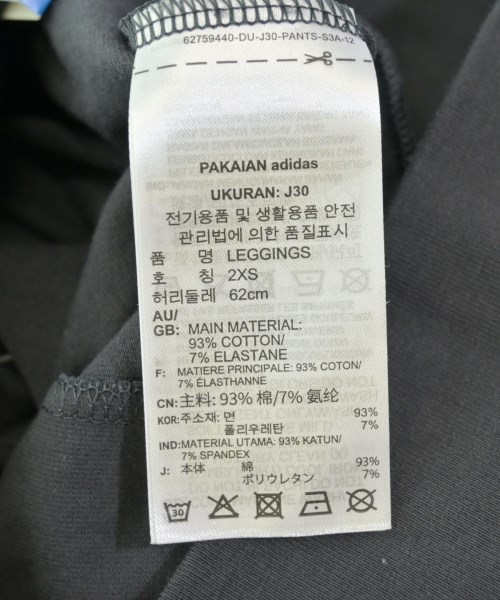 62759440-DU-J30-PANTS-S3A-12
PAKAIAN adidas
UKURAN: J30
전기용품 및 생활용품 안전
관리법에 의한 품질표시
품 명 LEGGINGS
호 칭 2XS
허리둘레 62cm
AU/
GB: MAIN MATERIAL:
93% COTTON/
7% ELASTANE
F: MATIERE PRINCIPALE: 93% COTON/
7% ÉLASTHANNE
CN: 主料: 93% 棉/7% 氨纶
KOR: 주소재: 면 93%
폴리우레탄 7%
IND: MATERIAL UTAMA: 93% KATUN/
7% SPANDEX
J: 本体 綿 93%
ポリウレタン 7%
30